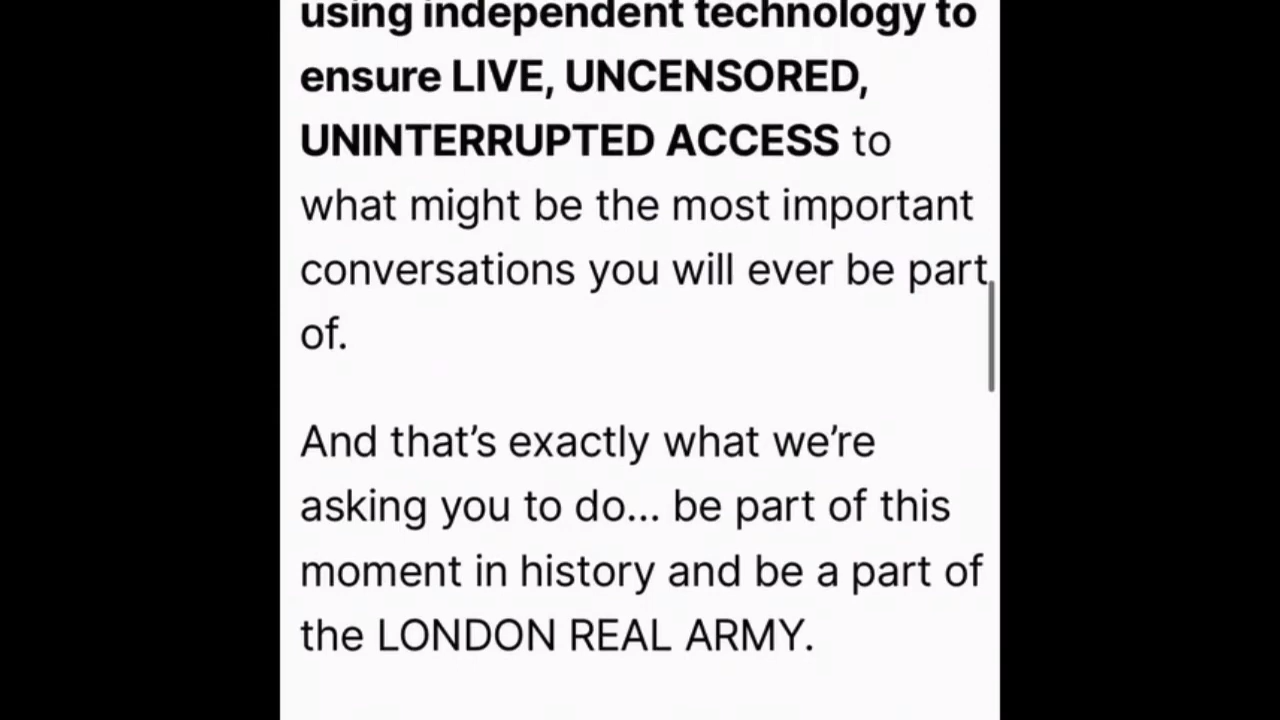 using independent technology to
ensure LIVE, UNCENSORED,
UNINTERRUPTED ACCESS to
what might be the most important
conversations you will ever be part
of.
And that’s exactly what we’re
asking you to do... be part of this
moment in history and be a part of
the LONDON REAL ARMY.